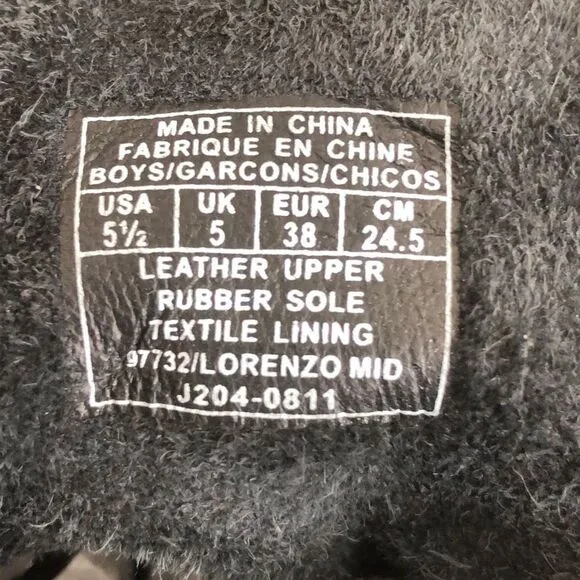 MADE IN CHINA
FABRIQUE EN CHINE
BOYS/GARCONS/CHICOS
USA UK EUR CM
5½ 5 38 24.5
LEATHER UPPER
RUBBER SOLE
TEXTILE LINING
97732/LORENZO MID
J204-0811